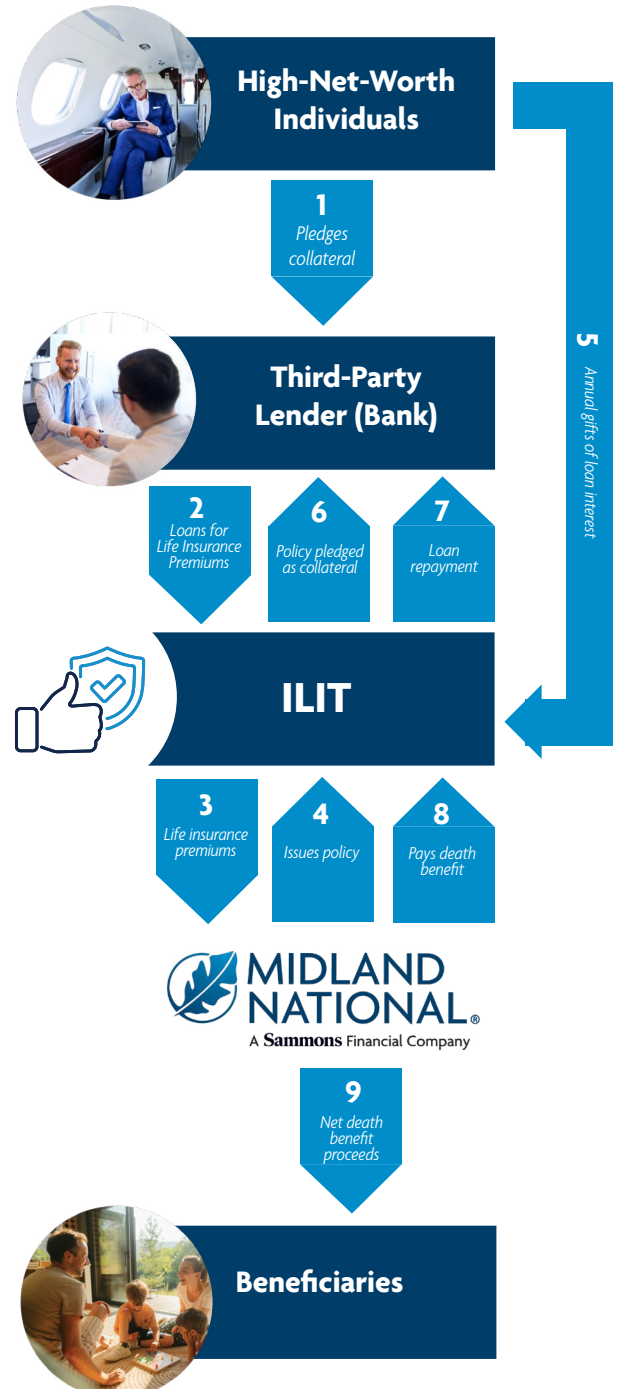 High-Net-Worth
Individuals
1
Pledges
collateral
5 Annual gifts of loan interest
Third-Party
Lender (Bank)
2
Loans for
Life Insurance
Premiums
6
Policy pledged
as collateral
7
Loan
repayment
ILIT
3
Life insurance
premiums
4
Issues policy
8
Pays death
benefit
MIDLAND
NATIONAL®
A Sammons Financial Company
9
Net death
benefit
proceeds
Beneficiaries